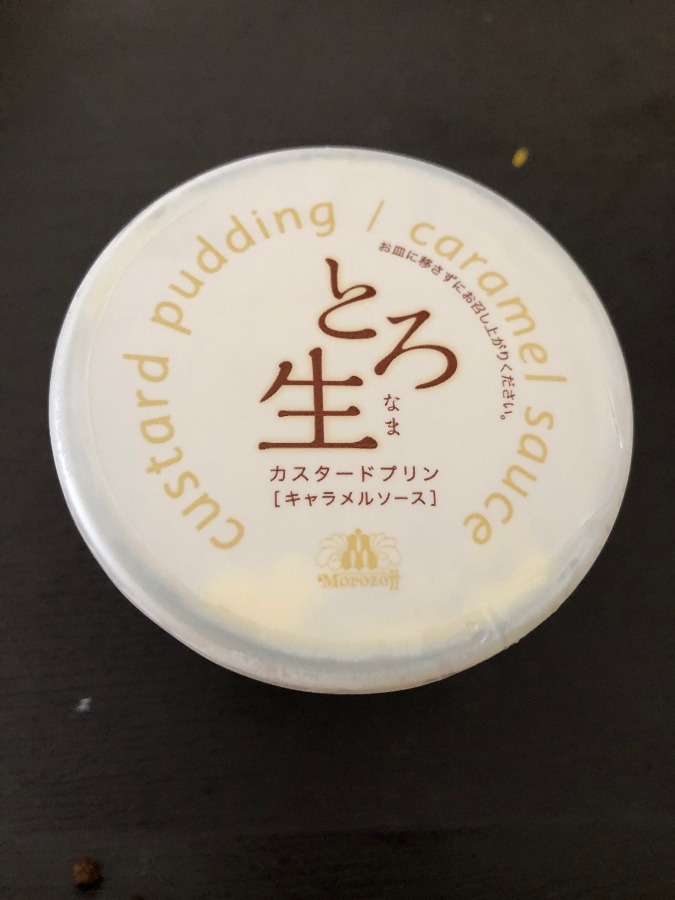 custard pudding / caramel sauce
お皿に移さずにお召し上がりください。
とろ
生
なま
カスタードプリン
[キャラメルソース]
Morozoff